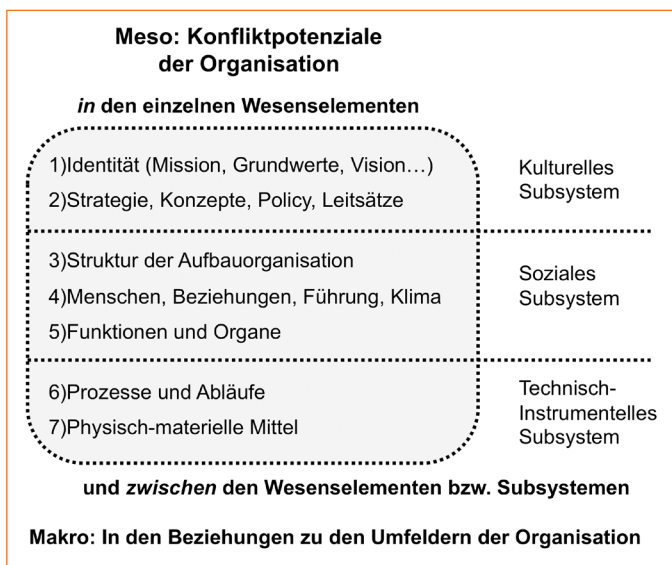 Meso: Konfliktpotenziale
der Organisation
in den einzelnen Wesenselementen
1)Identität (Mission, Grundwerte, Vision…)
2)Strategie, Konzepte, Policy, Leitsätze
Kulturelles
Subsystem
3)Struktur der Aufbauorganisation
4)Menschen, Beziehungen, Führung, Klima
5)Funktionen und Organe
Soziales
Subsystem
6)Prozesse und Abläufe
7)Physisch-materielle Mittel
Technisch-
Instrumentelles
Subsystem
und zwischen den Wesenselementen bzw. Subsystemen
Makro: In den Beziehungen zu den Umfeldern der Organisation